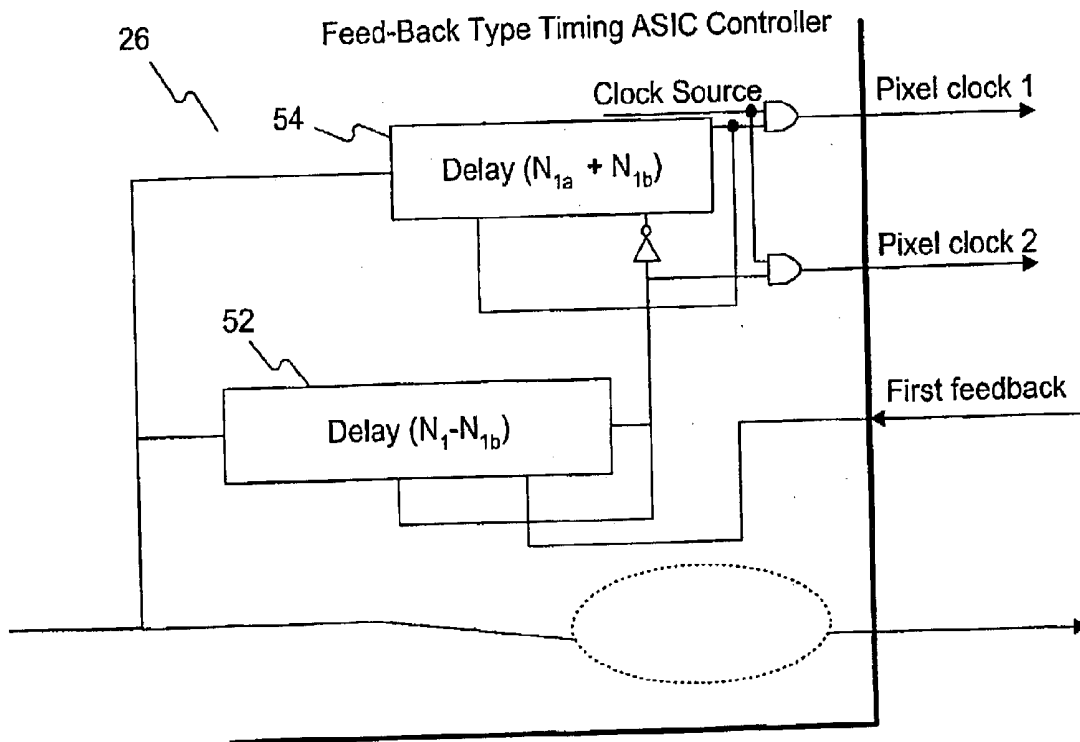 Feed-Back Type Timing ASIC Controller
26
Clock Source
Pixel clock 1
54
Delay (N1a + N1b)
Pixel clock 2
52
First feedback
Delay (N1-N1b)